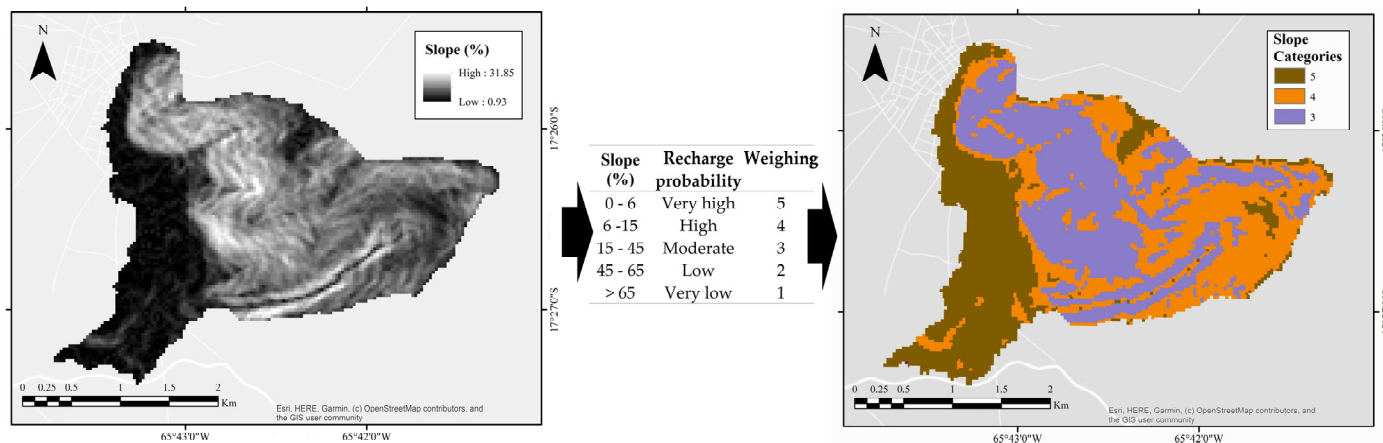 N
Slope (%)
High : 31.85
Low : 0.93
17°26'0"S
17°27'0"S
0 0.25 0.5 1 1.5 2
Km
Esri, HERE, Garmin, (c) OpenStreetMap contributors, and
the GIS user community
65°43'0"W 65°42'0"W
Slope (%) Recharge probability Weighing
0 - 6 Very high 5
6 -15 High 4
15 - 45 Moderate 3
45 - 65 Low 2
> 65 Very low 1
N
Slope
Categories
5
4
3
0 0.25 0.5 1 1.5 2
Km
Esri, HERE, Garmin, (c) OpenStreetMap contributors, and
the GIS user community
65°43'0"W 65°42'0"W